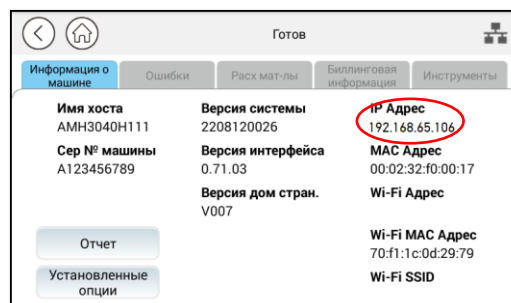 Готов
Информация о машине
Ошибки
Расх мат-лы
Биллинговая информация
Инструменты
Имя хоста
AMH3040H111
Сер № машины
A123456789
Отчет
Установленные опции
Версия системы
2208120026
Версия интерфейса
0.71.03
Версия дом стран.
V007
IP Адрес
192.168.65.106
MAC Адрес
00:02:32:f0:00:17
Wi-Fi Адрес
Wi-Fi MAC Адрес
70:f1:1c:0d:29:79
Wi-Fi SSID